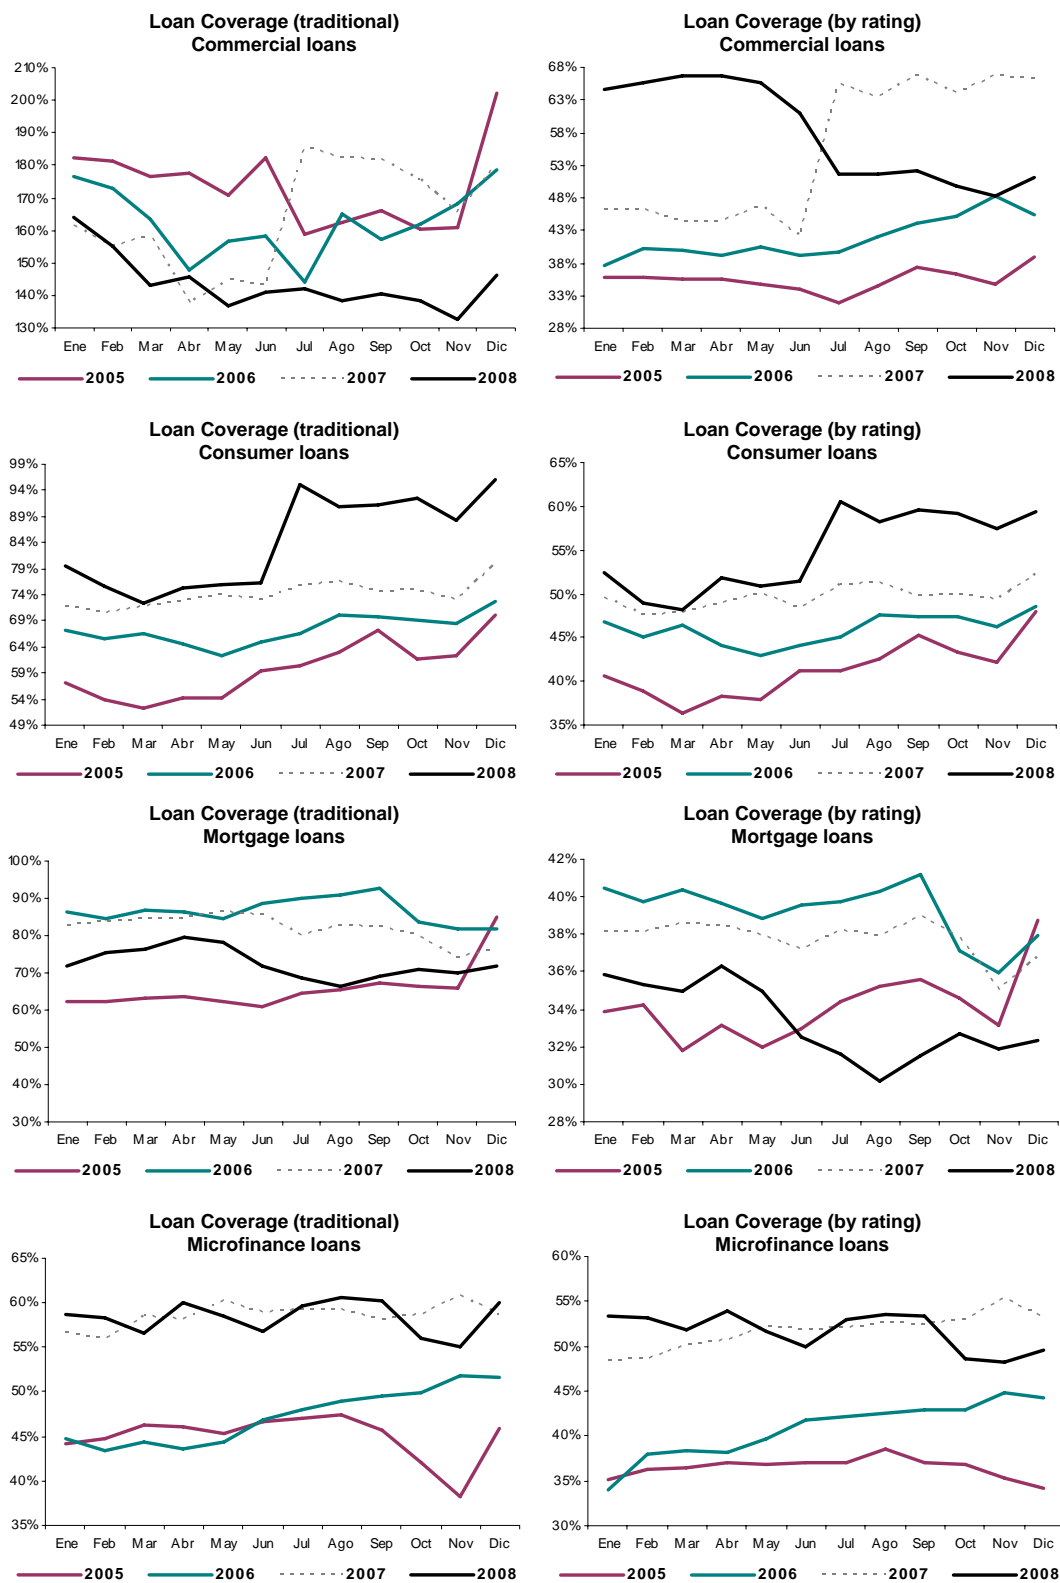 Loan Coverage (traditional)
Commercial loans
210%
200%
190%
180%
170%
160%
150%
140%
130%
Ene Feb Mar Abr May Jun Jul Ago Sep Oct Nov Dic
2005 2006 2007 2008
Loan Coverage (by rating)
Commercial loans
68%
63%
58%
53%
48%
43%
38%
33%
28%
Ene Feb Mar Abr May Jun Jul Ago Sep Oct Nov Dic
2005 2006 2007 2008
Loan Coverage (traditional)
Consumer loans
99%
94%
89%
84%
79%
74%
69%
64%
59%
54%
49%
Ene Feb Mar Abr May Jun Jul Ago Sep Oct Nov Dic
2005 2006 2007 2008
Loan Coverage (by rating)
Consumer loans
65%
60%
55%
50%
45%
40%
35%
Ene Feb Mar Abr May Jun Jul Ago Sep Oct Nov Dic
2005 2006 2007 2008
Loan Coverage (traditional)
Mortgage loans
100%
90%
80%
70%
60%
50%
40%
30%
Ene Feb Mar Abr May Jun Jul Ago Sep Oct Nov Dic
2005 2006 2007 2008
Loan Coverage (by rating)
Mortgage loans
42%
40%
38%
36%
34%
32%
30%
28%
Ene Feb Mar Abr May Jun Jul Ago Sep Oct Nov Dic
2005 2006 2007 2008
Loan Coverage (traditional)
Microfinance loans
65%
60%
55%
50%
45%
40%
35%
Ene Feb Mar Abr May Jun Jul Ago Sep Oct Nov Dic
2005 2006 2007 2008
Loan Coverage (by rating)
Microfinance loans
60%
55%
50%
45%
40%
35%
30%
Ene Feb Mar Abr May Jun Jul Ago Sep Oct Nov Dic
2005 2006 2007 2008